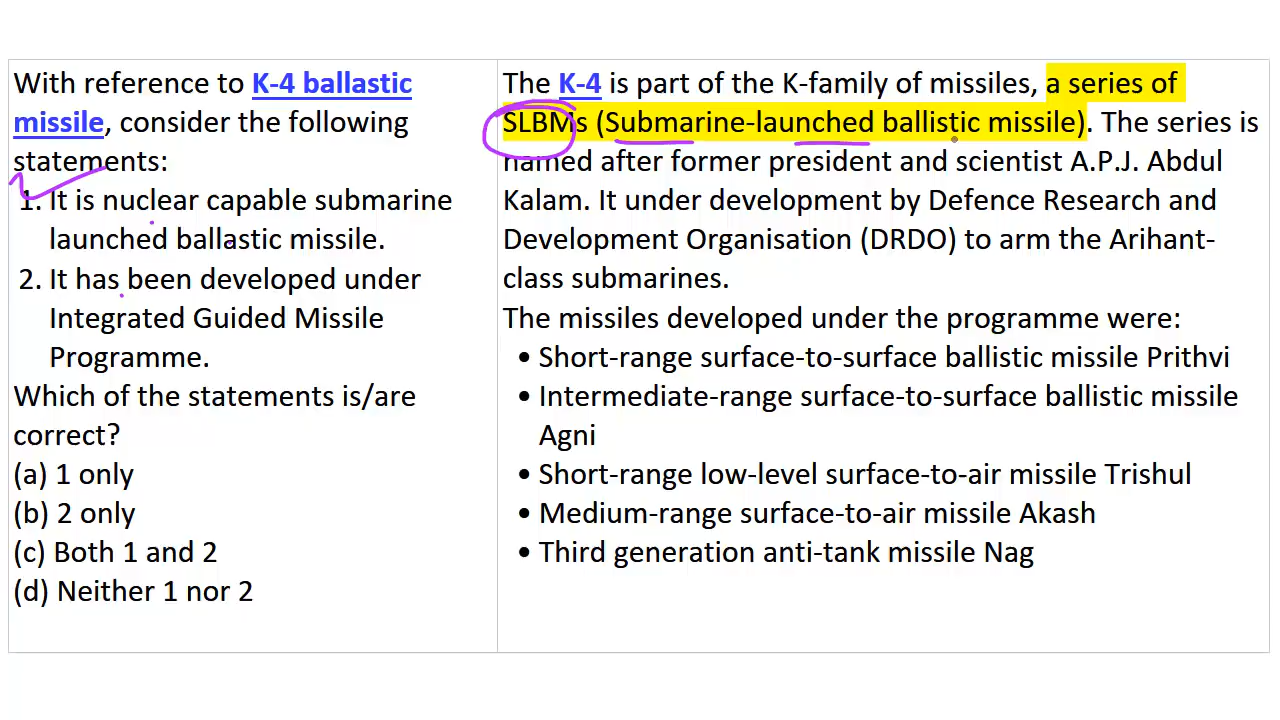 With reference to K-4 ballastic
missile, consider the following
statements:
1. It is nuclear capable submarine
launched ballastic missile.
2. It has been developed under
Integrated Guided Missile
Programme.
Which of the statements is/are
correct?
(a) 1 only
(b) 2 only
(c) Both 1 and 2
(d) Neither 1 nor 2
The K-4 is part of the K-family of missiles, a series of
SLBMs (Submarine-launched ballistic missile). The series is
named after former president and scientist A.P.J. Abdul
Kalam. It under development by Defence Research and
Development Organisation (DRDO) to arm the Arihant-
class submarines.
The missiles developed under the programme were:
• Short-range surface-to-surface ballistic missile Prithvi
• Intermediate-range surface-to-surface ballistic missile
Agni
• Short-range low-level surface-to-air missile Trishul
• Medium-range surface-to-air missile Akash
• Third generation anti-tank missile Nag